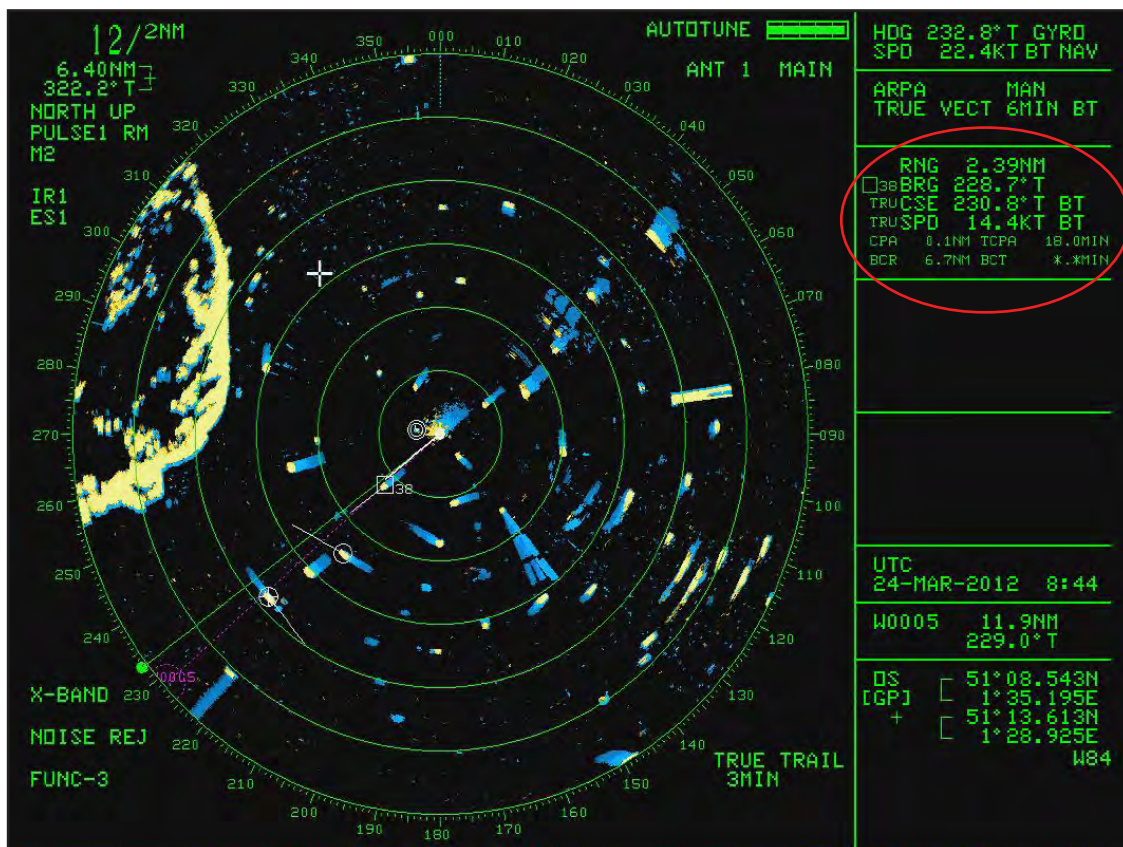 12/2NM
6.40NM
322.2°T
NORTH UP
PULSE1 RM
M2
IR1
ES1
AUTOTUNE
ANT 1 MAIN
000
010
020
030
040
050
060
070
080
090
100
110
120
130
140
150
160
170
180
190
200
210
220
230
240
250
260
270
280
290
300
310
320
340
350
38
X-BAND
NOISE REJ
FUNC-3
TRUE TRAIL
3MIN
HDG 232.8°T GYRO
SPD 22.4KT BT NAV
ARPA MAN
TRUE VECT 6MIN BT
RNG 2.39NM
38 BRG 228.7°T
TRU CSE 230.8°T BT
TRU SPD 14.4KT BT
CPA 0.1NM TCPA 18.0MIN
BCR 6.7NM BCT *.*MIN
UTC
24-MAR-2012 8:44
W0005 11.9NM
229.0°T
OS 51°08.543N
[GP] 1°35.195E
+ 51°13.613N
1°28.925E
W84